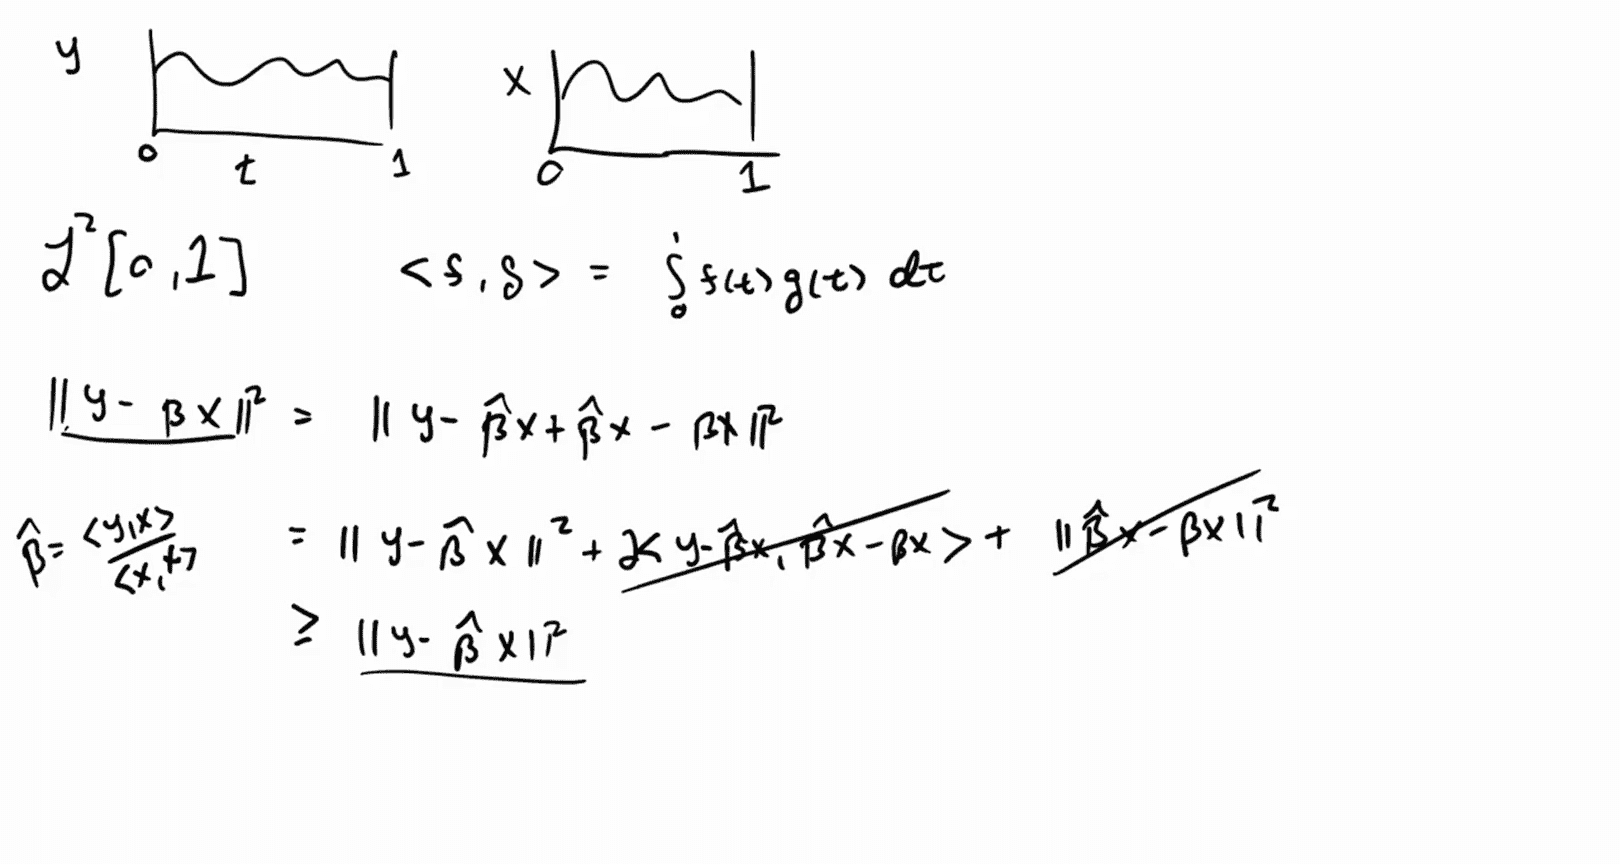 y x
0 t 1 0 1
L²[0,1] <f,g> = ∫₀¹ f(t)g(t) dt
||y - βx||² = ||y - β̂x + β̂x - βx||²
β̂ = <y,x>/<x,x> = ||y - β̂x||² + 2<y - β̂x, β̂x - βx> + ||β̂x - βx||²
≥ ||y - β̂x||²